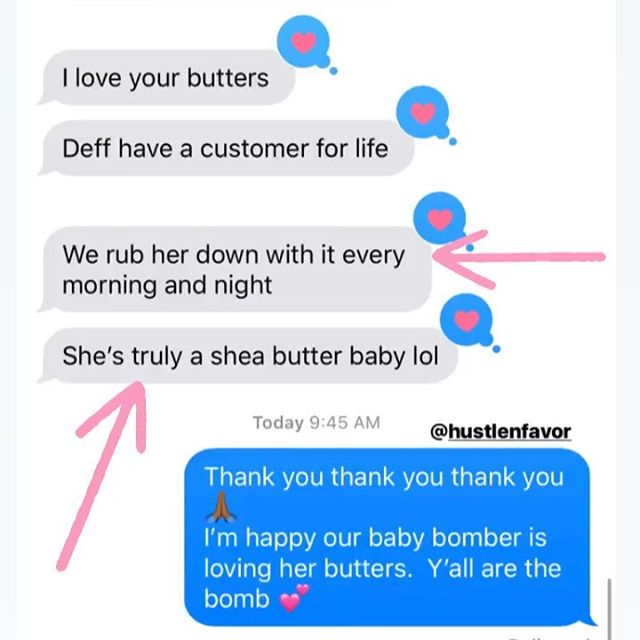 I love your butters
Deff have a customer for life
We rub her down with it every
morning and night
She's truly a shea butter baby lol
Today 9:45 AM
@hustlenfavor
Thank you thank you thank you
🙏🏾
I'm happy our baby bomber is
loving her butters.  Y'all are the
bomb 💕